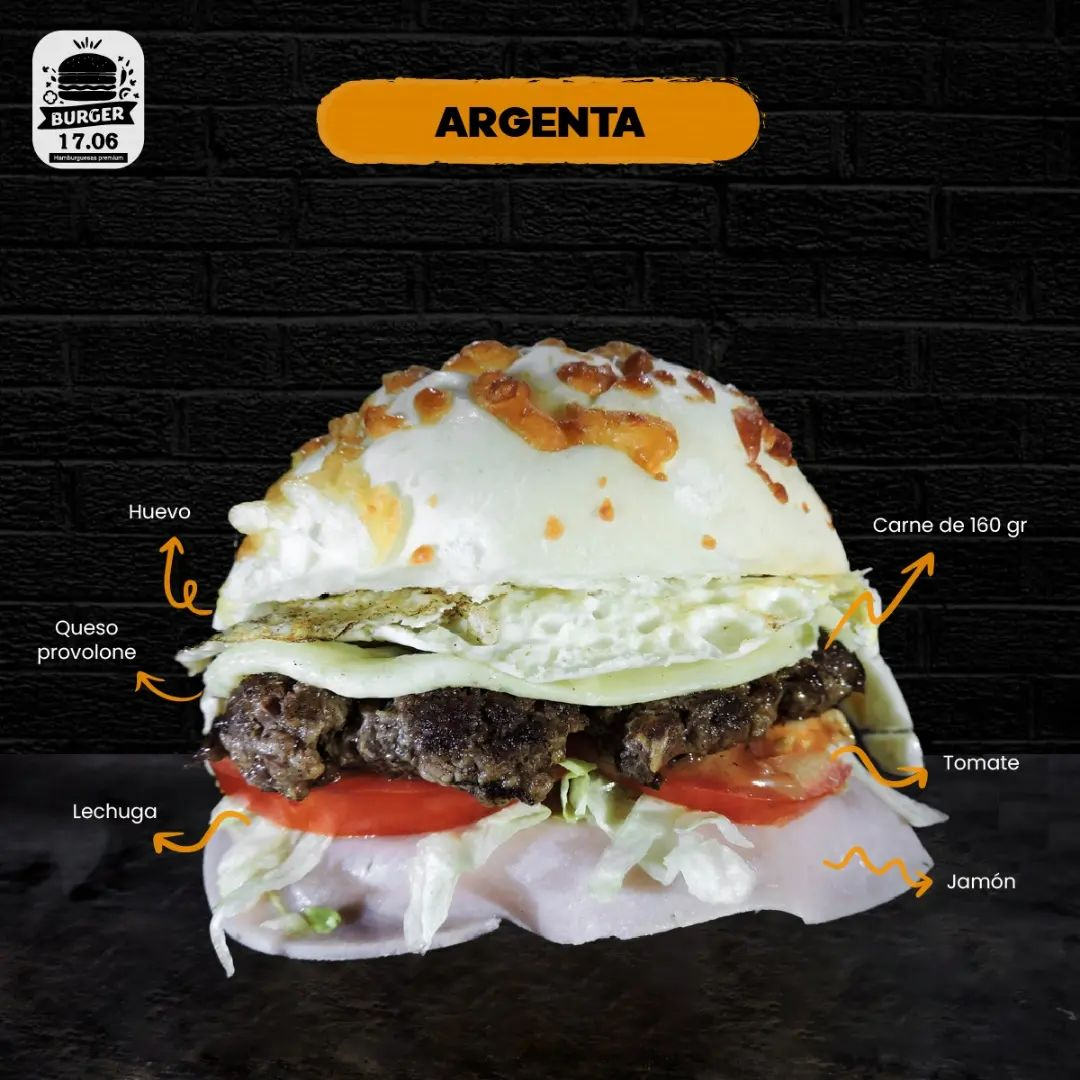 BURGER
17.06
Hamburguesas premium
ARGENTA
Huevo
Carne de 160 gr
Queso
provolone
Tomate
Lechuga
Jamón